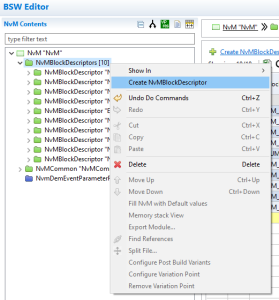 BSW Editor
NvM Contents
type filter text
NvM "NvM"
NvMBlockDescriptors [10]
NvMBlockDescriptor
NvMBlockDescriptor
NvMBlockDescriptor
NvMBlockDescriptor
NvMBlockDescriptor
NvMBlockDescriptor
NvMBlockDescriptor
NvMBlockDescriptor
NvMBlockDescriptor
NvMBlockDescriptor
NvMCommon "NvMCo
NvmDemEventParameterR
NvM "NvM"
Create NvMBlockDes
Show In
Create NvMBlockDescriptor
Undo Do Commands Ctrl+Z
Redo Ctrl+Y
Cut Ctrl+X
Copy Ctrl+C
Paste Ctrl+V
Delete Delete
Move Up Ctrl+Up
Move Down Ctrl+Down
Fill NvM with Default values
Memory stack View
Export Module...
Find References
Split File...
Configure Post Build Variants
Configure Variation Point
Remove Variation Point